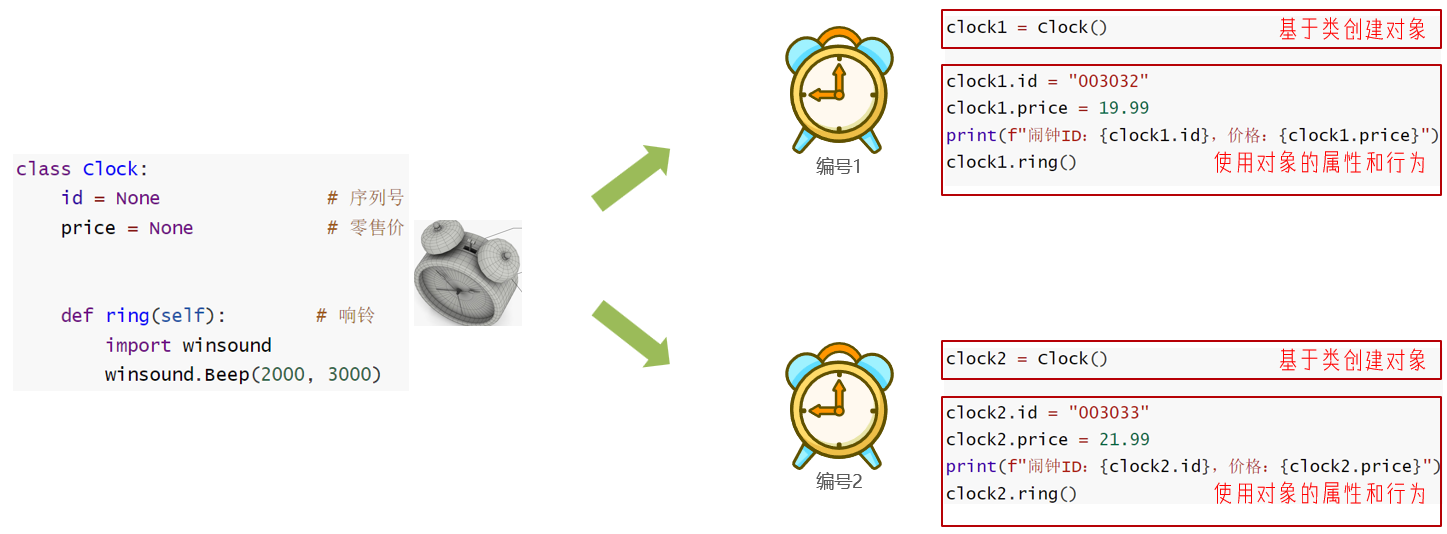 class Clock:
id = None # 序列号
price = None # 零售价
def ring(self): # 响铃
import winsound
winsound.Beep(2000, 3000)
编号1
clock1 = Clock() 基于类创建对象
clock1.id = "003032"
clock1.price = 19.99
print(f"闹钟ID：{clock1.id}，价格：{clock1.price}")
clock1.ring() 使用对象的属性和行为
编号2
clock2 = Clock() 基于类创建对象
clock2.id = "003033"
clock2.price = 21.99
print(f"闹钟ID：{clock2.id}，价格：{clock2.price}")
clock2.ring() 使用对象的属性和行为